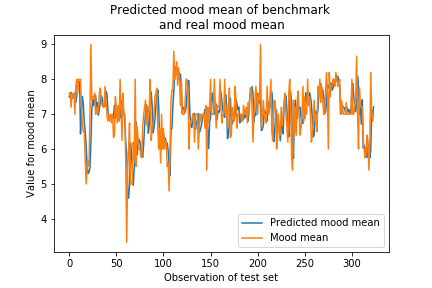 Predicted mood mean of benchmark
and real mood mean
Value for mood mean
9
8
7
6
5
4
0
50
100
150
200
250
300
Observation of test set
Predicted mood mean
Mood mean